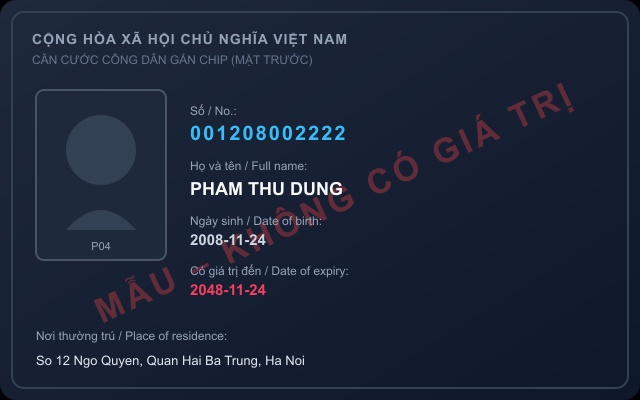 CỘNG HÒA XÃ HỘI CHỦ NGHĨA VIỆT NAM
CĂN CƯỚC CÔNG DÂN GẮN CHIP (MẶT TRƯỚC)
P04
Số / No.:
001208002222
Họ và tên / Full name:
PHAM THU DUNG
Ngày sinh / Date of birth:
2008-11-24
Có giá trị đến / Date of expiry:
2048-11-24
MẪU – KHÔNG CÓ GIÁ TRỊ
Nơi thường trú / Place of residence:
So 12 Ngo Quyen, Quan Hai Ba Trung, Ha Noi